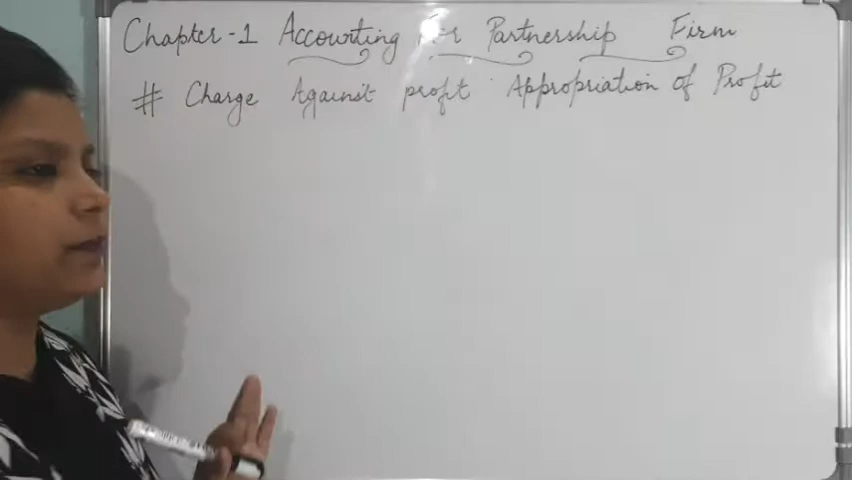 Chapter-1 Accounting For Partnership Firm
# Charge Against profit Appropriation of Profit